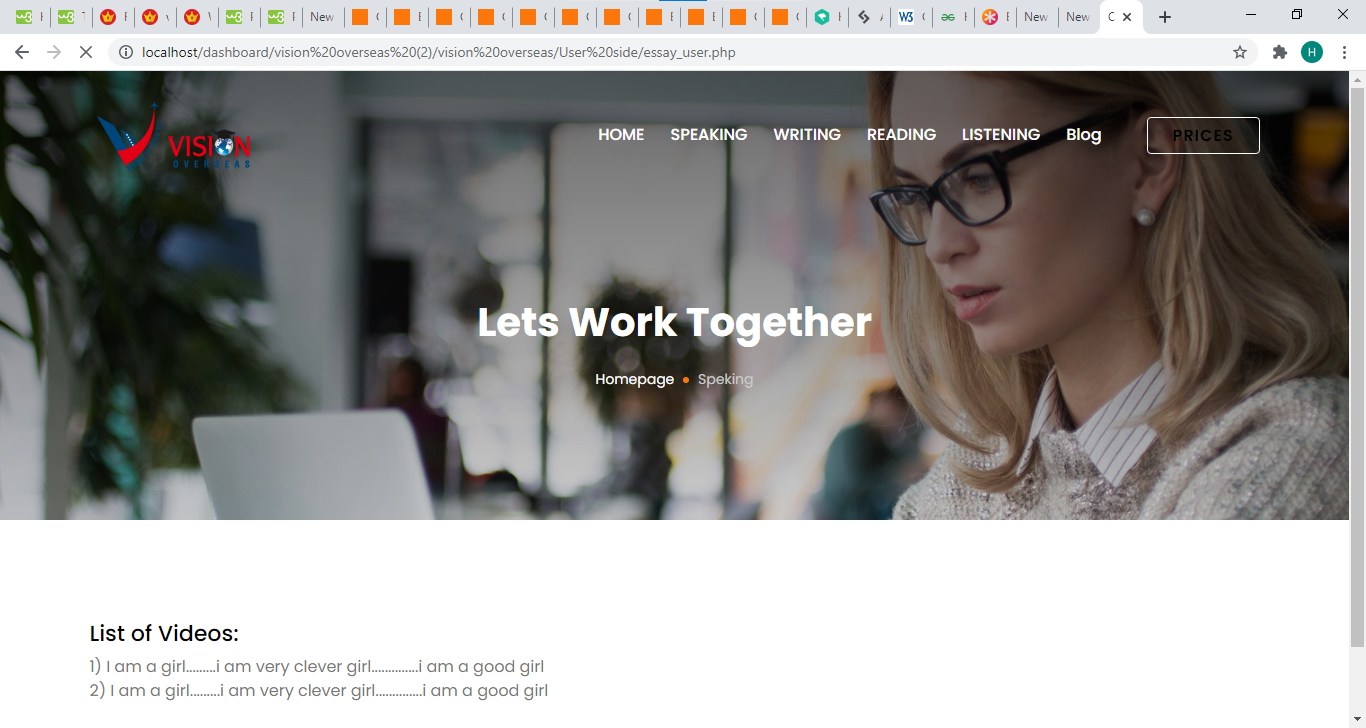 New
New
New
localhost/dashboard/vision%20overseas%20(2)/vision%20overseas/User%20side/essay_user.php
H
VISION
OVERSEAS
HOME SPEAKING WRITING READING LISTENING Blog PRICES
Lets Work Together
Homepage Speking
List of Videos:
1) I am a girl.........i am very clever girl..............i am a good girl
2) I am a girl.........i am very clever girl..............i am a good girl